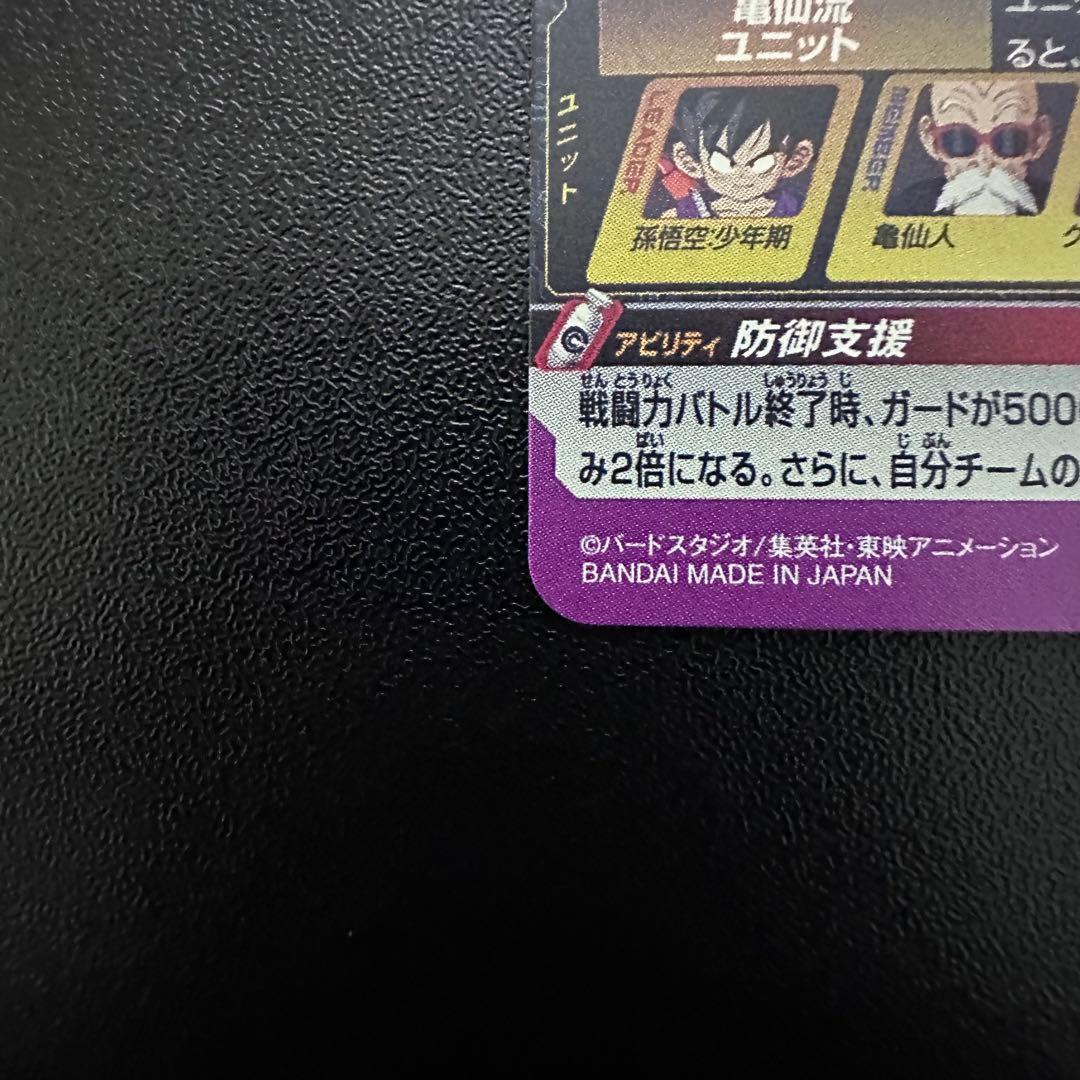 亀仙流
ユニット
ると、
ユニット
LEADER
MEMBER
孫悟空:少年期
亀仙人
アビリティ 防御支援
せんとうりょく しゅうりょうじ
戦闘力バトル終了時、ガードが500
ばい じぶん
み2倍になる。さらに、自分チームの
©バードスタジオ/集英社・東映アニメーション
BANDAI MADE IN JAPAN